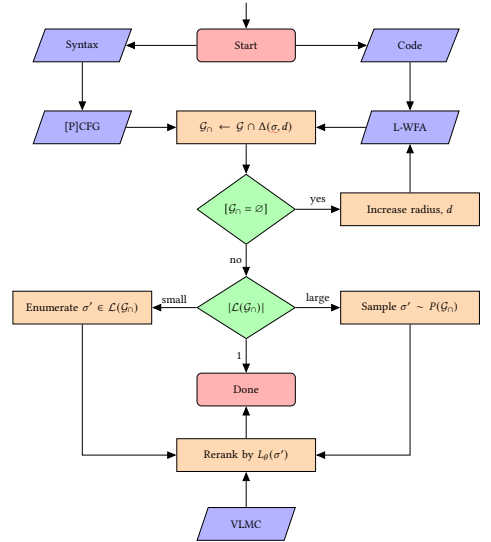 Syntax
Start
Code
[P]CFG
𝒢∩ ← 𝒢 ∩ Δ(σ, d)
L-WFA
[𝒢∩ = ∅]
yes
Increase radius, d
no
Enumerate σ′ ∈ ℒ(𝒢∩)
small
|ℒ(𝒢∩)|
large
Sample σ′ ∼ P(𝒢∩)
1
Done
Rerank by L_θ(σ′)
VLMC